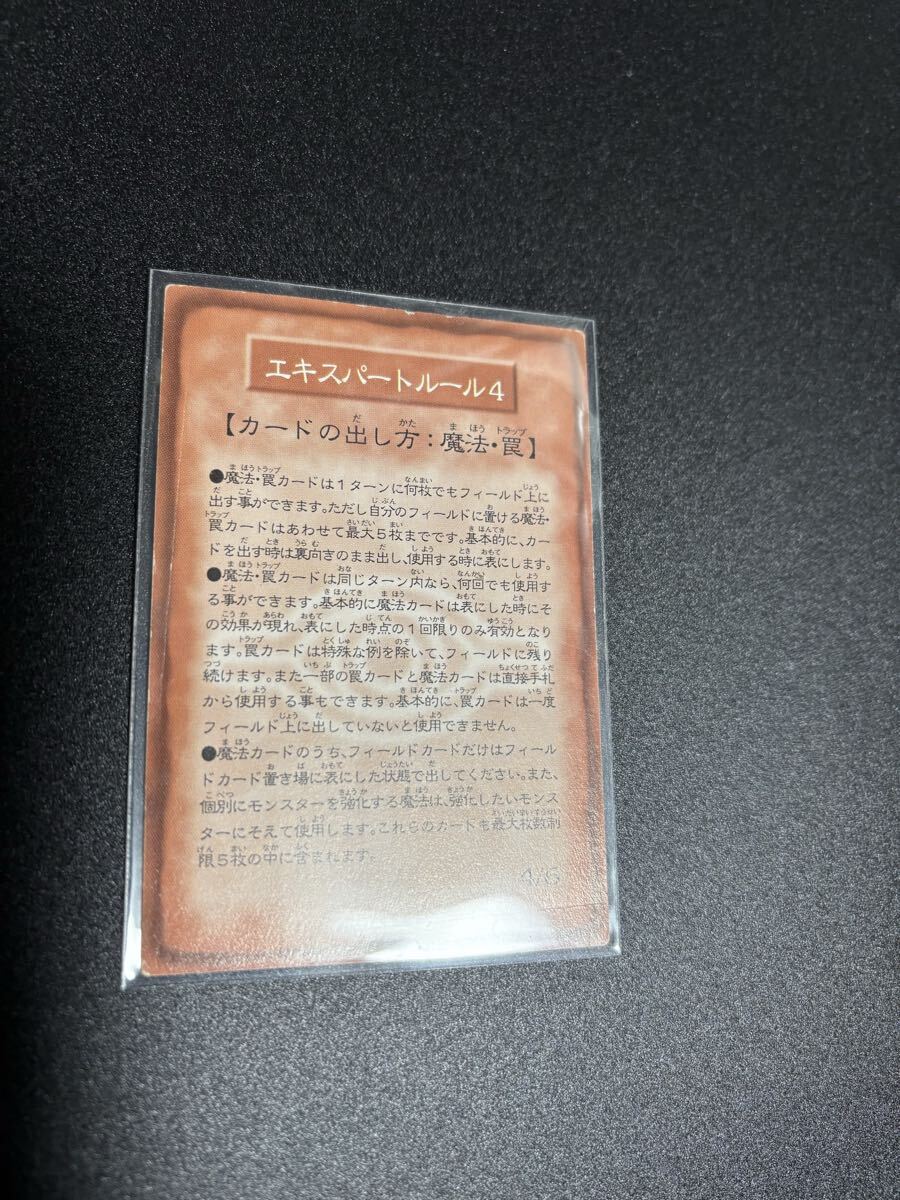 エキスパートルール4
【カードの出し方:魔法・罠】
●魔法・罠カードは1ターンに何枚でもフィールド上に
出す事ができます。ただし自分のフィールドに置ける魔法・
罠カードはあわせて最大5枚までです。基本的に、カー
ドを出す時は裏向きのまま出し、使用する時に表にします。
●魔法・罠カードは同じターン内なら、何回でも使用す
る事ができます。基本的に魔法カードは表にした時にそ
の効果が現れ、表にした時点の1回限りのみ有効となり
ます。罠カードは特殊な例を除いて、フィールドに残り
続けます。また一部の罠カードと魔法カードは直接手札
から使用する事もできます。基本的に、罠カードは一度
フィールド上に出していないと使用できません。
●魔法カードのうち、フィールドカードだけはフィール
ドカード置き場に表にした状態で出してください。また、
個別にモンスターを強化する魔法は、強化したいモンス
ターにそえて使用します。これらのカードも最大枚数制
限5枚の中に含まれます。
4/6